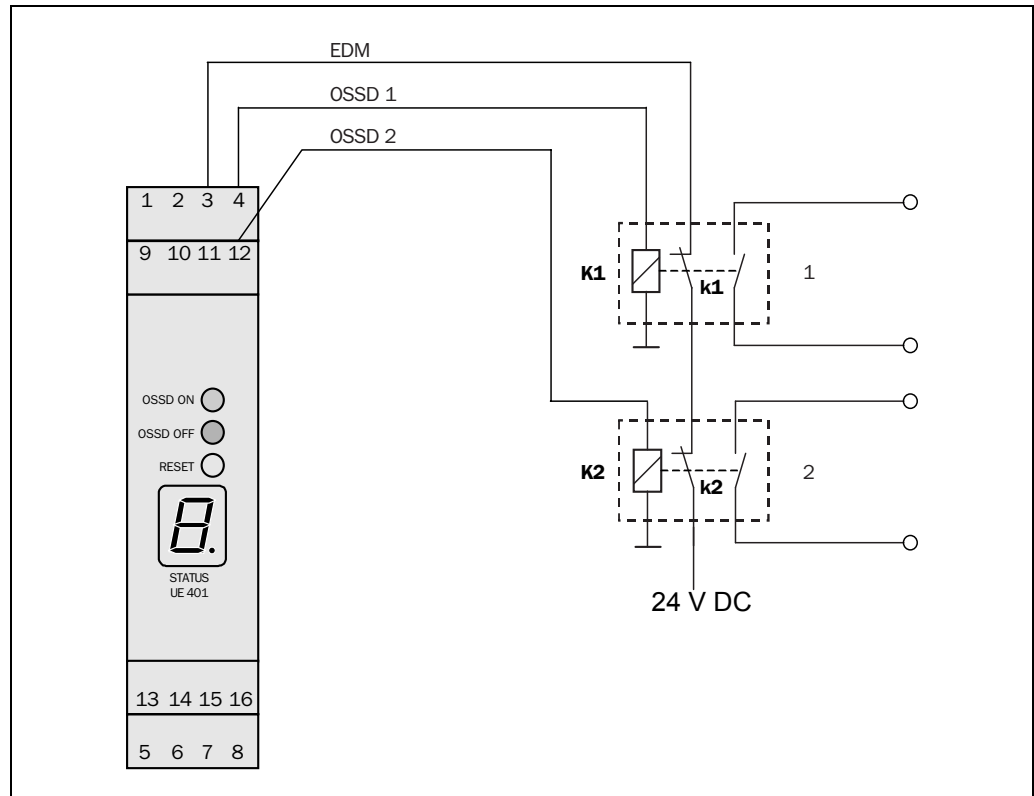 EDM
OSSD 1
OSSD 2
1 2 3 4
9 10 11 12
K1 k1 1
OSSD ON
OSSD OFF
RESET
K2 k2 2
8.
STATUS
UE 401
24 V DC
13 14 15 16
5 6 7 8